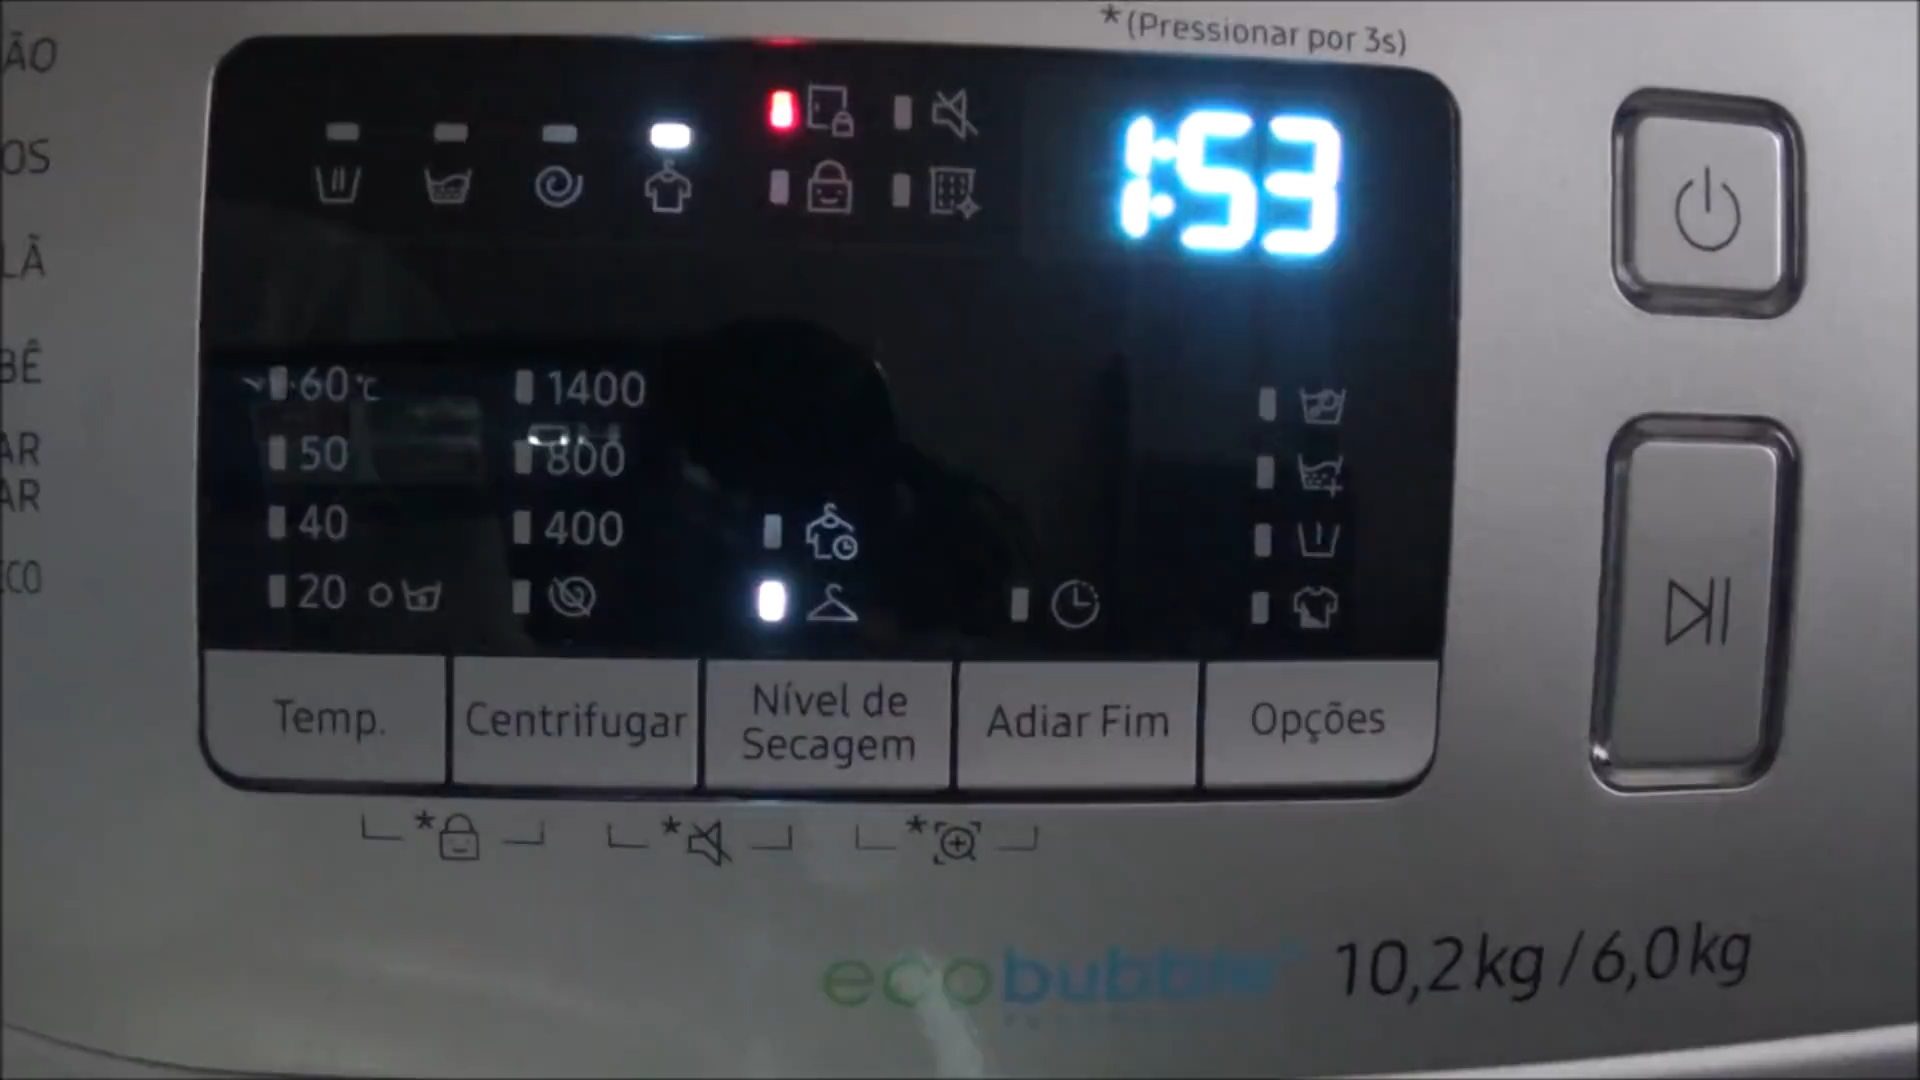 *(Pressionar por 3s)
ÃO
OS
LÃ
BÊ
AR
AR
ECO
1:53
60°C
50
40
20
1400
800
400
Temp.
Centrifugar
Nível de
Secagem
Adiar Fim
Opções
*
*
*
ecobubble
10,2kg/6,0kg